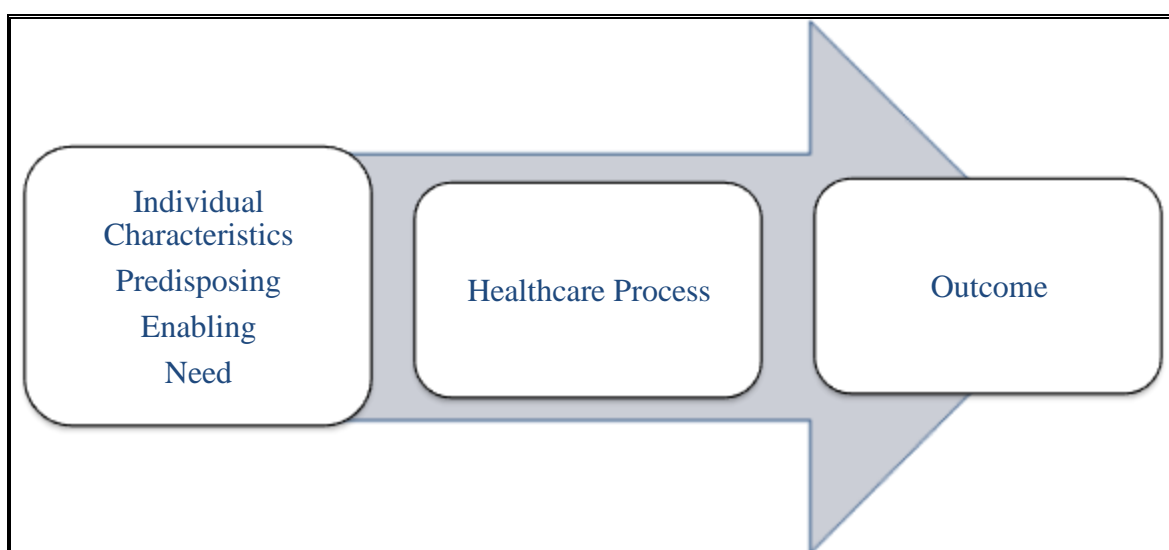 Individual
Characteristics
Predisposing
Enabling
Need
Healthcare Process
Outcome